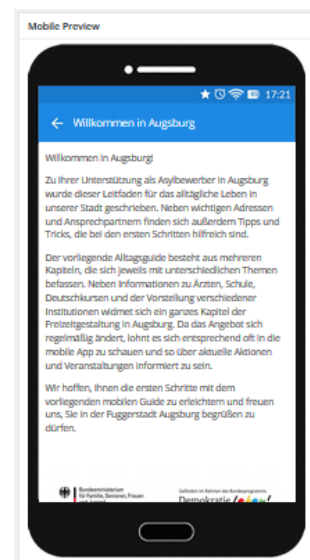 Mobile Preview
17:21
Willkommen in Augsburg
Willkommen in Augsburg!
Zu Ihrer Unterstützung als Asylbewerber in Augsburg
wurde dieser Leitfaden für das alltägliche Leben in
unserer Stadt geschrieben. Neben wichtigen Adressen
und Ansprechpartnern finden sich außerdem Tipps und
Tricks, die bei den ersten Schritten hilfreich sind.
Der vorliegende Alltagsguide besteht aus mehreren
Kapiteln, die sich jeweils mit unterschiedlichen Themen
befassen. Neben Informationen zu Ärzten, Schule,
Deutschkursen und der Vorstellung verschiedener
Institutionen widmet sich ein ganzes Kapitel der
Freizeitgestaltung in Augsburg. Da das Angebot sich
regelmäßig ändert, lohnt es sich entsprechend oft in die
mobile App zu schauen und so über aktuelle Aktionen
und Veranstaltungen informiert zu sein.
Wir hoffen, Ihnen die ersten Schritte mit dem
vorliegenden mobilen Guide zu erleichtern und freuen
uns, Sie in der Fuggerstadt Augsburg begrüßen zu
dürfen.
Bundesministerium
für Familie, Senioren, Frauen
und Jugend
Gefördert im Rahmen des Bundesprogramms
Demokratie